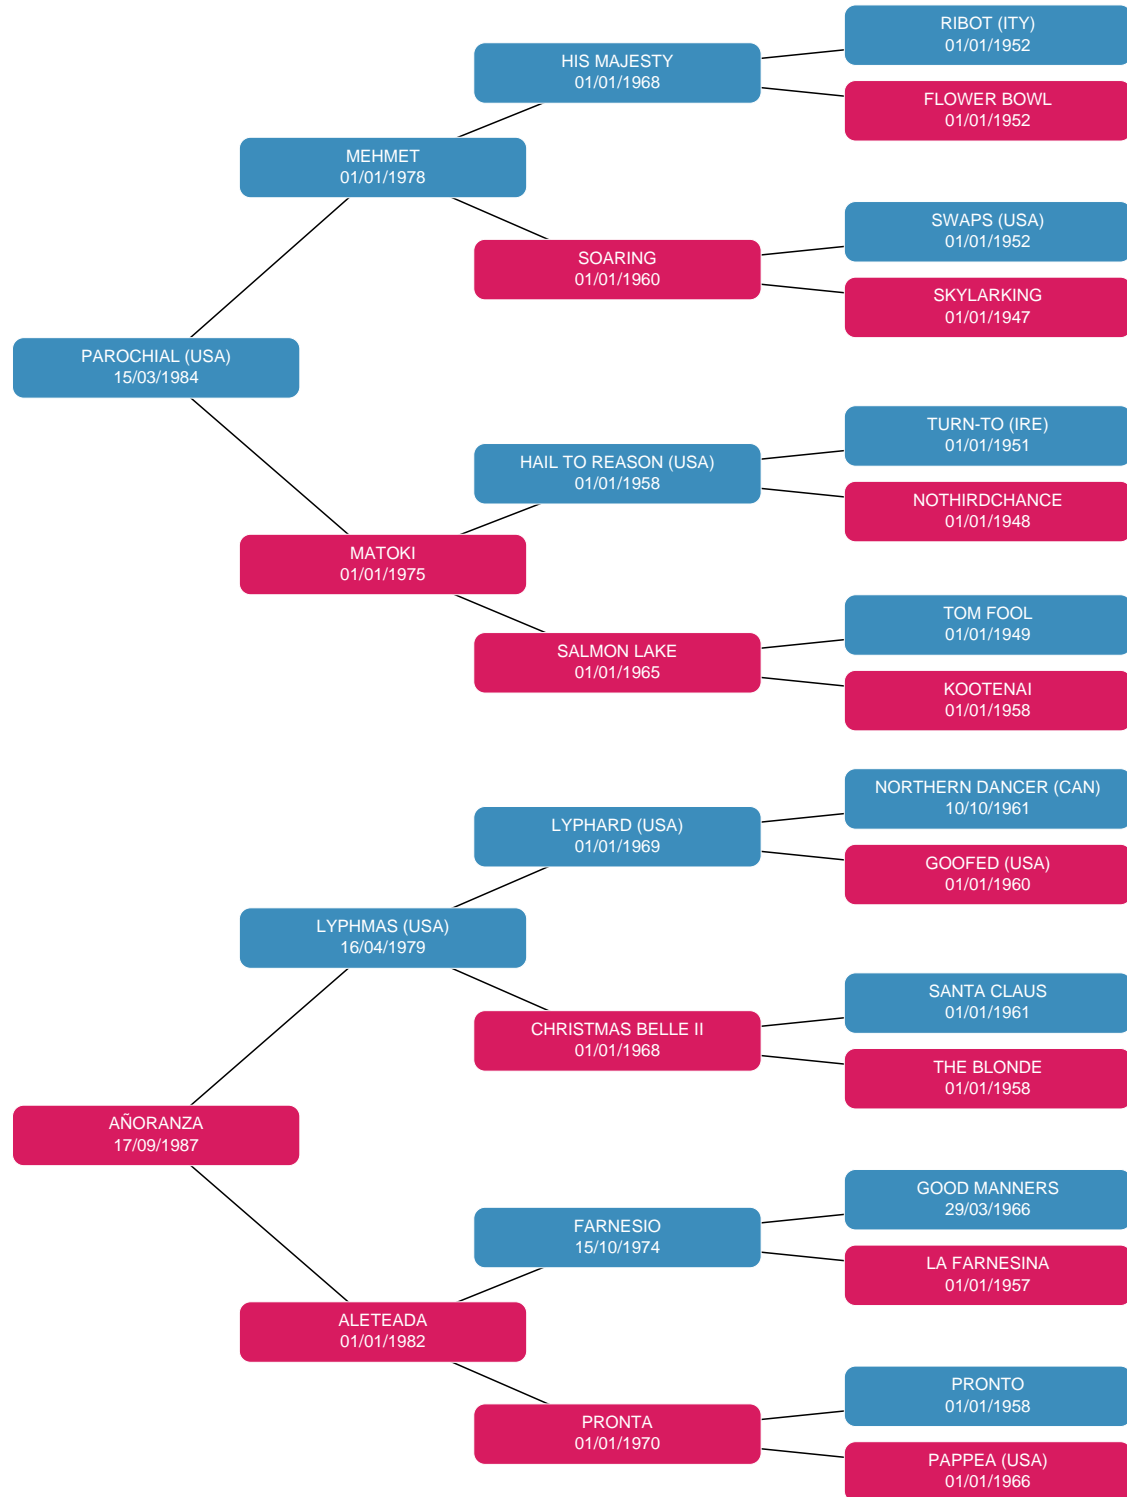 RIBOT (ITY)
01/01/1952
HIS MAJESTY
01/01/1968
FLOWER BOWL
01/01/1952
MEHMET
01/01/1978
SWAPS (USA)
01/01/1952
SOARING
01/01/1960
SKYLARKING
01/01/1947
PAROCHIAL (USA)
15/03/1984
TURN-TO (IRE)
01/01/1951
HAIL TO REASON (USA)
01/01/1958
NOTHIRDCHANCE
01/01/1948
MATOKI
01/01/1975
TOM FOOL
01/01/1949
SALMON LAKE
01/01/1965
KOOTENAI
01/01/1958
NORTHERN DANCER (CAN)
10/10/1961
LYPHARD (USA)
01/01/1969
GOOFED (USA)
01/01/1960
LYPHMAS (USA)
16/04/1979
SANTA CLAUS
01/01/1961
CHRISTMAS BELLE II
01/01/1968
THE BLONDE
01/01/1958
AÑORANZA
17/09/1987
GOOD MANNERS
29/03/1966
FARNESIO
15/10/1974
LA FARNESINA
01/01/1957
ALETEADA
01/01/1982
PRONTO
01/01/1958
PRONTA
01/01/1970
PAPPEA (USA)
01/01/1966